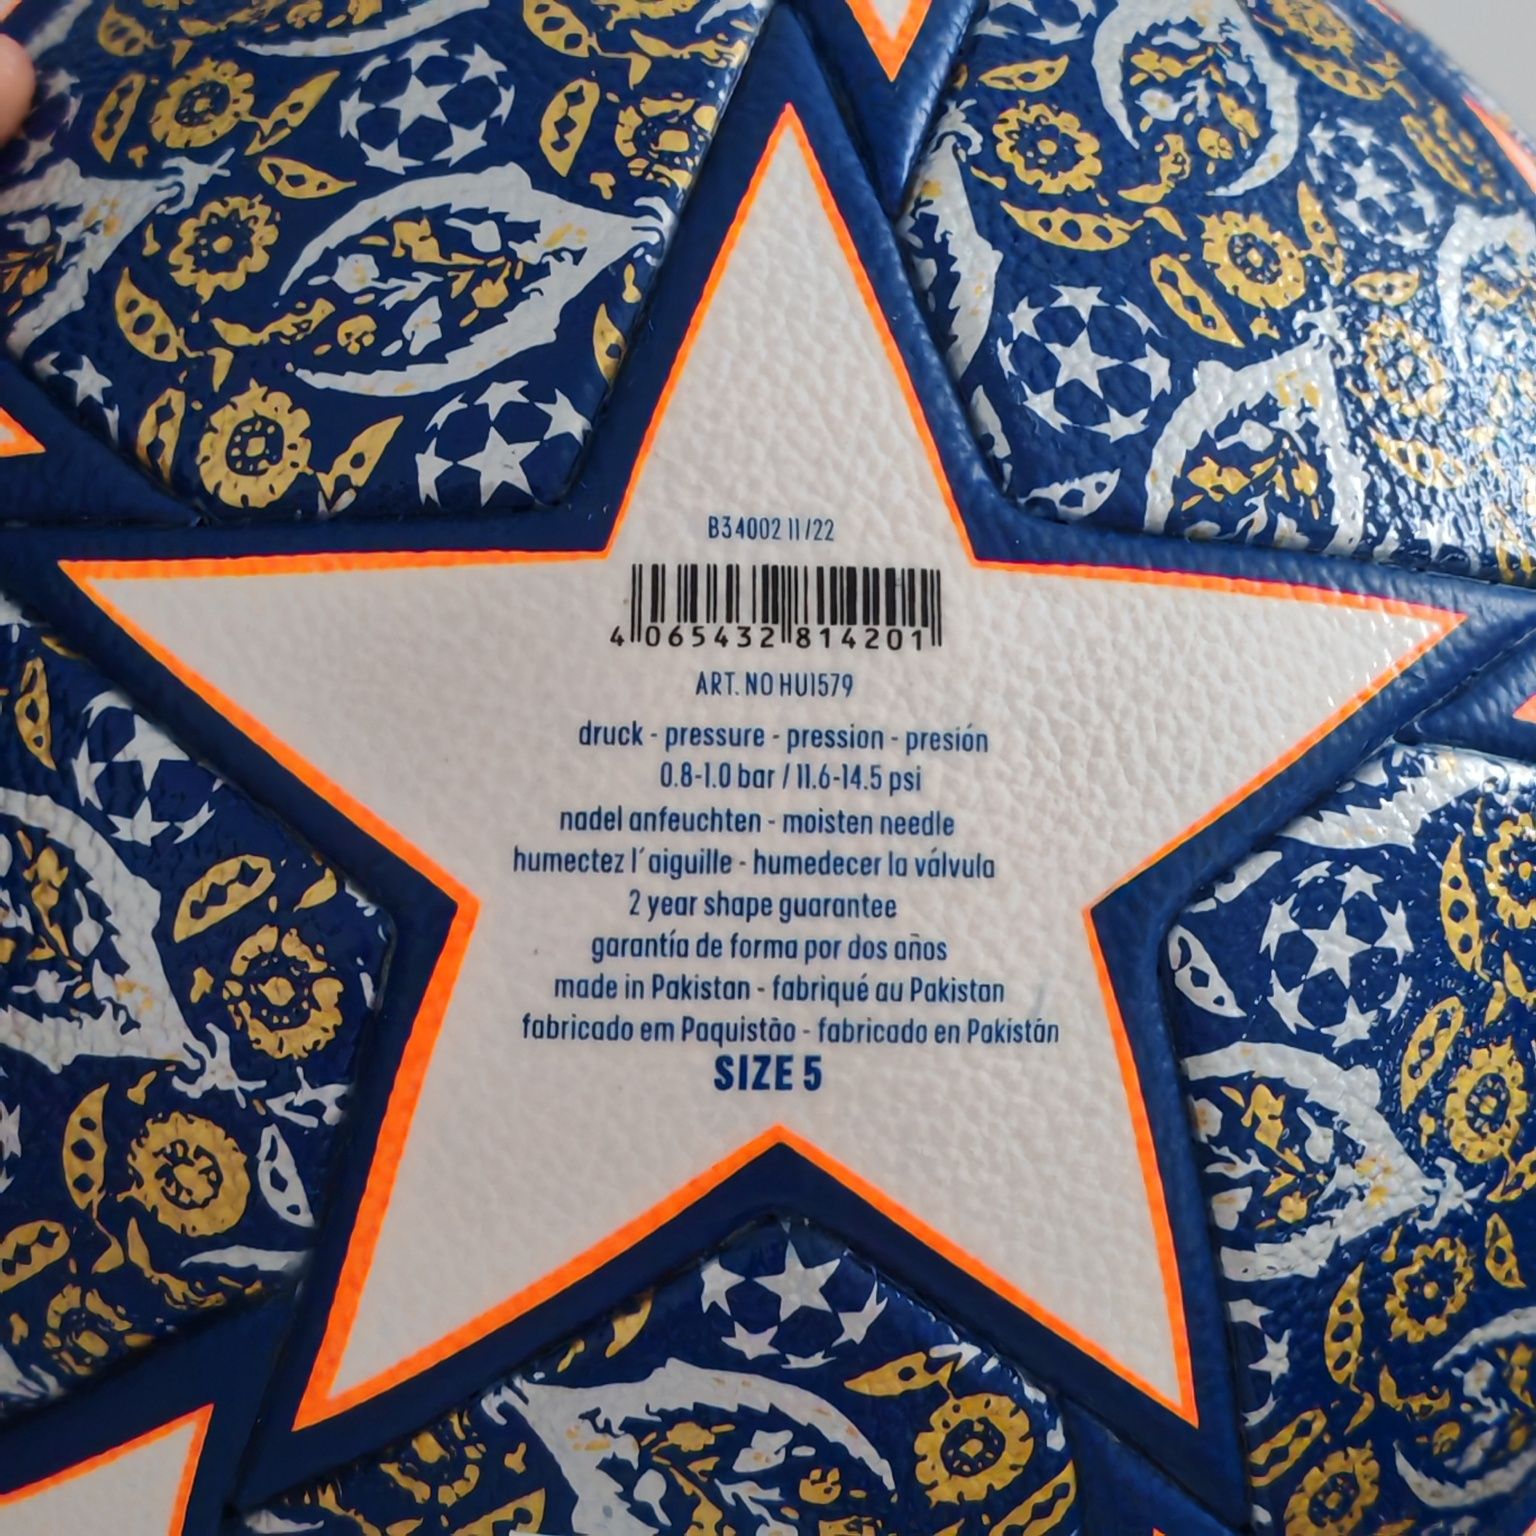 B34002 11/22
4 065432 814201
ART. NO HU1579
druck - pressure - pression - presión
0.8-1.0 bar / 11.6-14.5 psi
nadel anfeuchten - moisten needle
humectez l´aiguille - humedecer la válvula
2 year shape guarantee
garantía de forma por dos años
made in Pakistan - fabriqué au Pakistan
fabricado em Paquistão - fabricado en Pakistán
SIZE 5